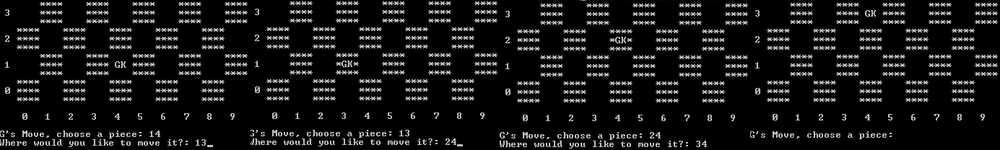 3
2
1 GK
0
0 1 2 3 4 5 6 7 8 9
G's Move, choose a piece: 14
Where would you like to move it?: 13_
3
2
1 *GK*
0
0 1 2 3 4 5 6 7 8 9
G's Move, choose a piece: 13
Where would you like to move it?: 24_
3
2 *GK*
1
0
0 1 2 3 4 5 6 7 8 9
G's Move, choose a piece: 24
Where would you like to move it?: 34
3 GK
2
1
0
0 1 2 3 4 5 6 7 8 9
G's Move, choose a piece: